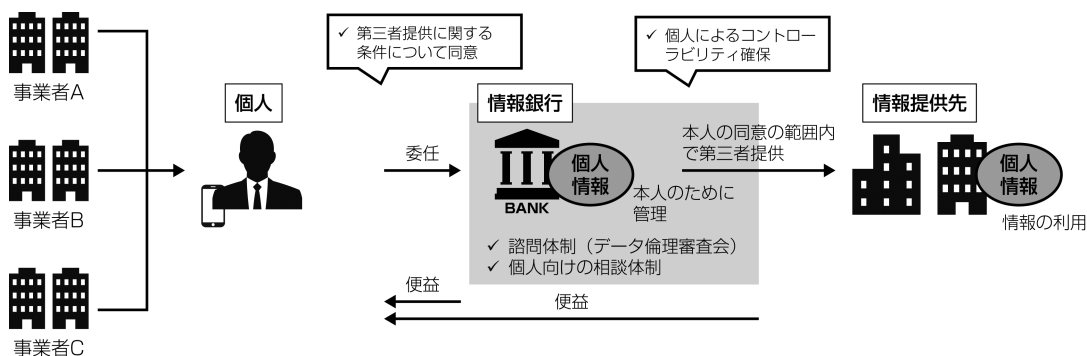 事業者A
事業者B
事業者C
個人
✓ 第三者提供に関する
条件について同意
委任
情報銀行
BANK
個人
情報
本人のために
管理
✓ 諮問体制（データ倫理審査会）
✓ 個人向けの相談体制
✓ 個人によるコントロー
ラビリティ確保
本人の同意の範囲内
で第三者提供
情報提供先
個人
情報
情報の利用
便益
便益